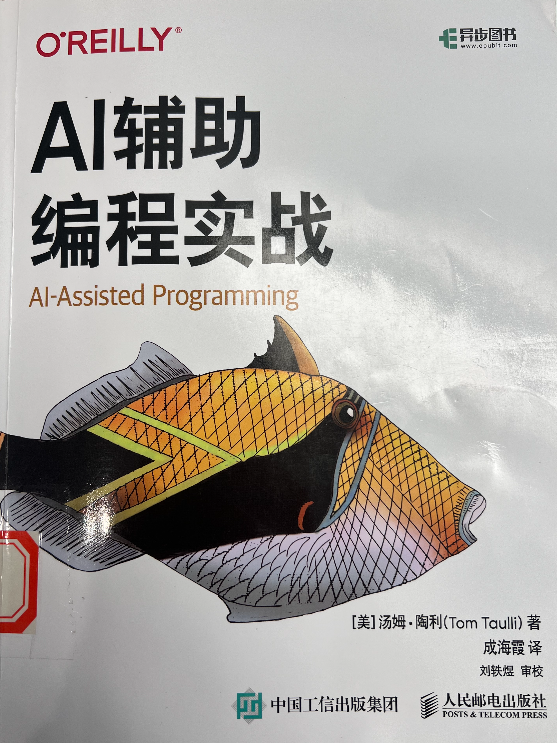 O'REILLY®
异步图书
www.epubit.com
AI辅助
编程实战
AI-Assisted Programming
[美]汤姆·陶利(Tom Taulli) 著
成海霞 译
刘轶煜 审校
中国工信出版集团
人民邮电出版社
POSTS & TELECOM PRESS